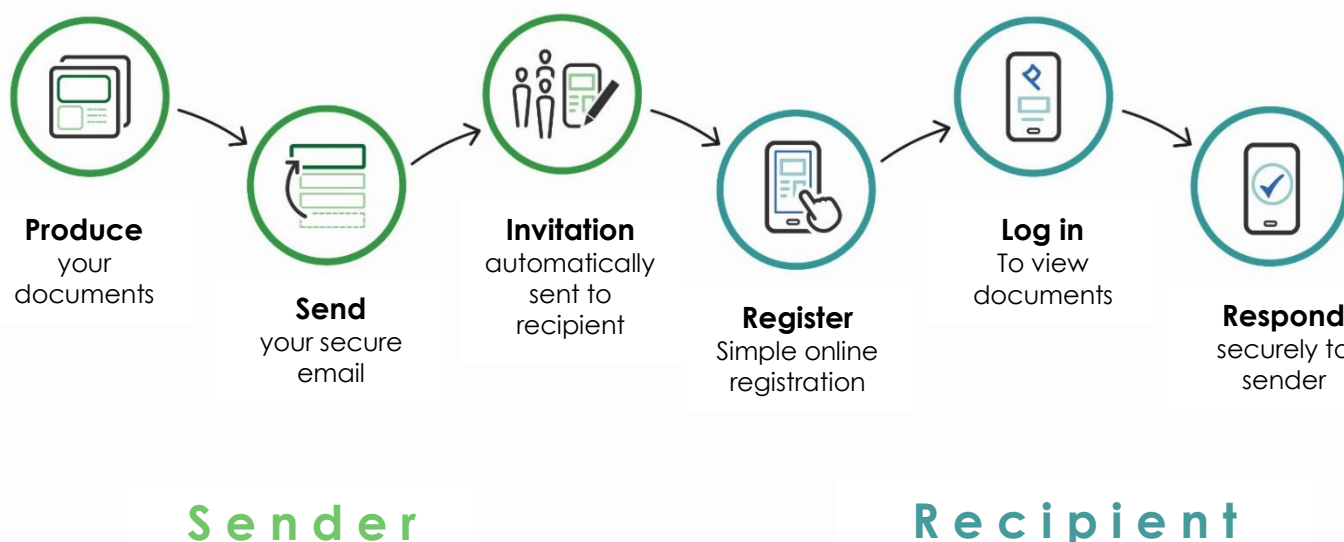 Produce
your
documents
Send
your secure
email
Invitation
automatically
sent to
recipient
Register
Simple online
registration
Log in
To view
documents
Respond
securely to
sender
Sender
Recipient